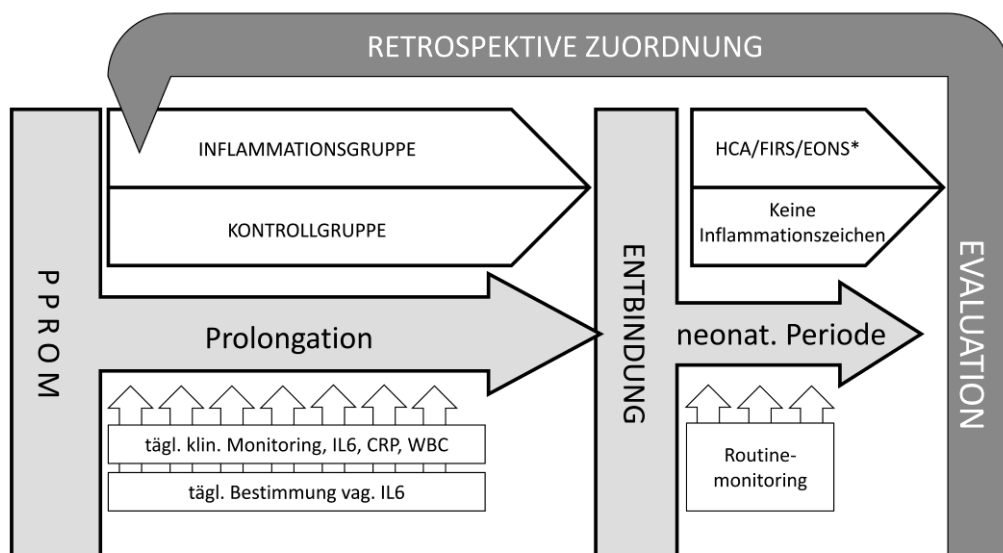 RETROSPEKTIVE ZUORDNUNG
PPROM
INFLAMMATIONSGRUPPE
KONTROLLGRUPPE
Prolongation
tägl. klin. Monitoring, IL6, CRP, WBC
tägl. Bestimmung vag. IL6
ENTBINDUNG
HCA/FIRS/EONS*
Keine
Inflammationszeichen
neonat. Periode
Routine-
monitoring
EVALUATION